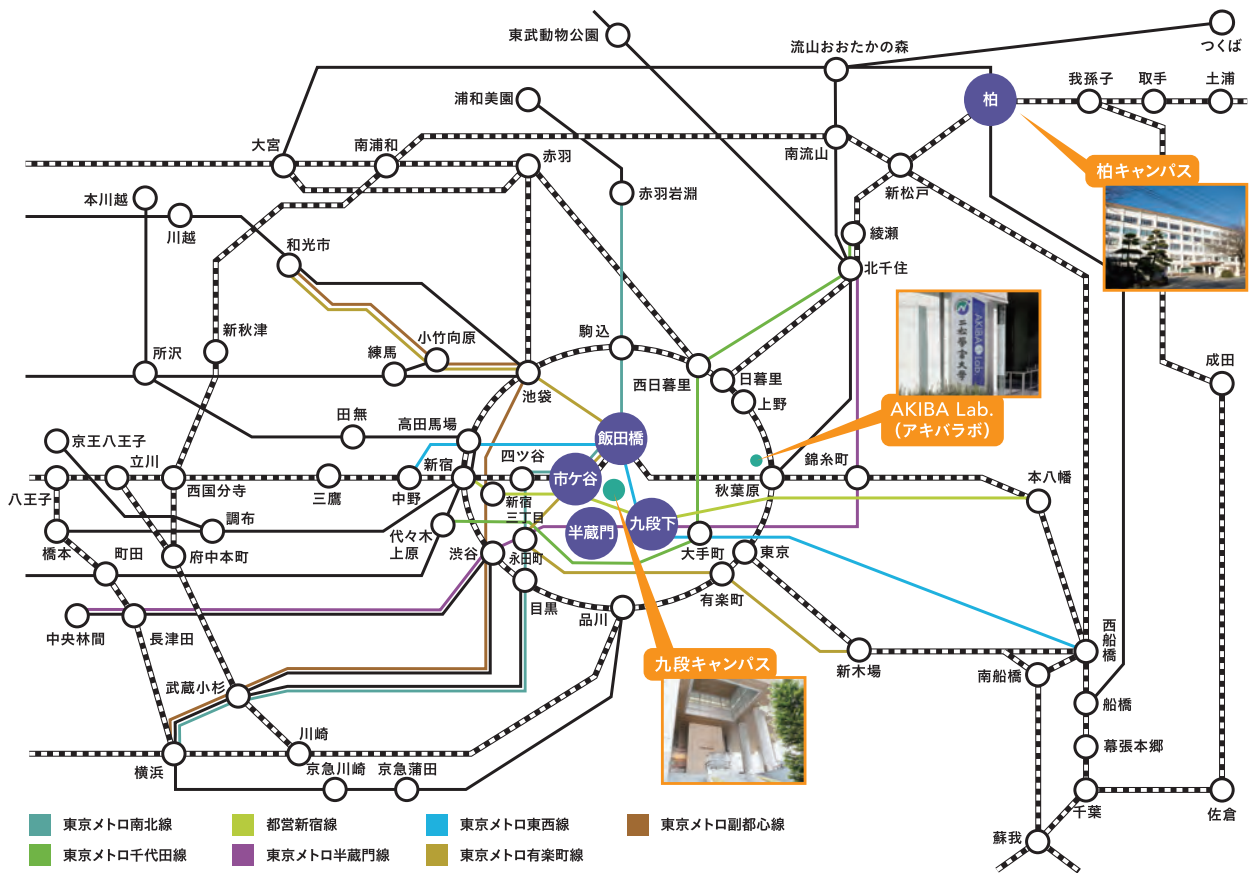 東武動物公園
流山おおたかの森
つくば
浦和美園
柏
我孫子
取手
土浦
大宮
南浦和
赤羽
南流山
新松戸
柏キャンパス
本川越
川越
赤羽岩淵
綾瀬
和光市
北千住
新秋津
小竹向原
駒込
所沢
練馬
池袋
西日暮里
日暮里
上野
成田
AKIBA Lab.
二松學舍大学
AKIBA Lab.
(アキバラボ)
田無
高田馬場
飯田橋
京王八王子
立川
新宿
四ツ谷
市ケ谷
錦糸町
本八幡
八王子
西国分寺
三鷹
中野
新宿
三丁目
秋葉原
調布
代々木
上原
半蔵門
九段下
大手町
東京
橋本
町田
府中本町
渋谷
永田町
有楽町
目黒
品川
中央林間
長津田
九段キャンパス
新木場
西船橋
南船橋
武蔵小杉
船橋
川崎
幕張本郷
横浜
京急川崎
京急蒲田
千葉
佐倉
蘇我
東京メトロ南北線
都営新宿線
東京メトロ東西線
東京メトロ副都心線
東京メトロ千代田線
東京メトロ半蔵門線
東京メトロ有楽町線